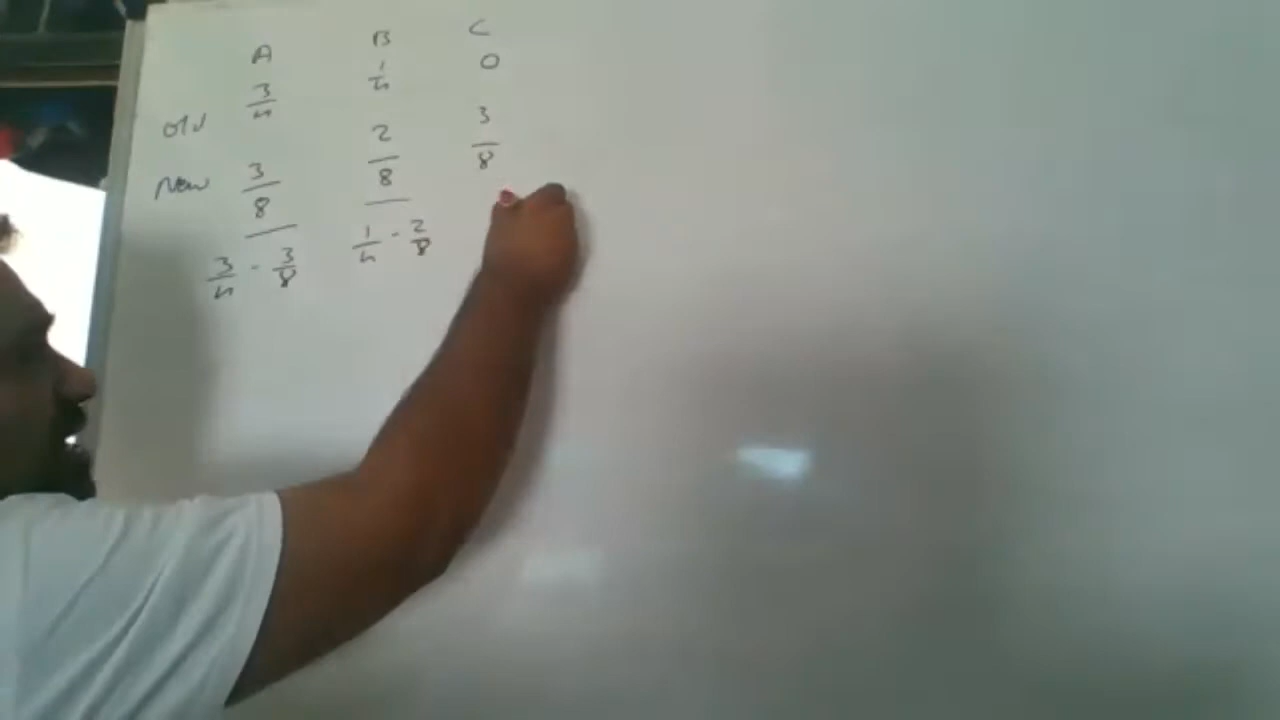 A B C
old 3/4 1/4 0
New 3/8 2/8 3/8
3/4 - 3/8 1/4 - 2/8